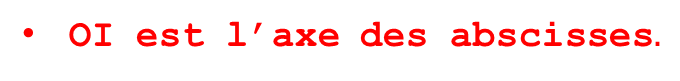 • OI est l’axe des abscisses.